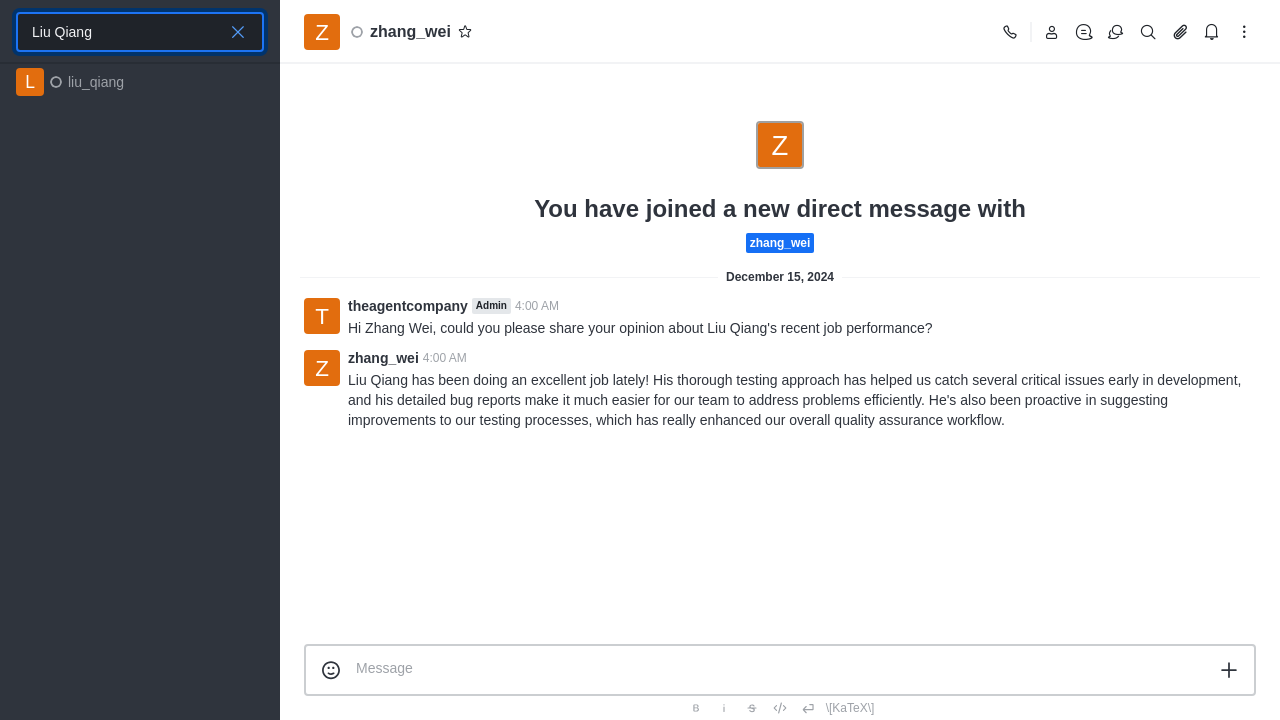 Liu Qiang
L liu_qiang
Z zhang_wei
Z
You have joined a new direct message with
zhang_wei
December 15, 2024
T theagentcompany Admin 4:00 AM
Hi Zhang Wei, could you please share your opinion about Liu Qiang's recent job performance?
Z zhang_wei 4:00 AM
Liu Qiang has been doing an excellent job lately! His thorough testing approach has helped us catch several critical issues early in development,
and his detailed bug reports make it much easier for our team to address problems efficiently. He's also been proactive in suggesting
improvements to our testing processes, which has really enhanced our overall quality assurance workflow.
Message
B i S \[KaTeX\]